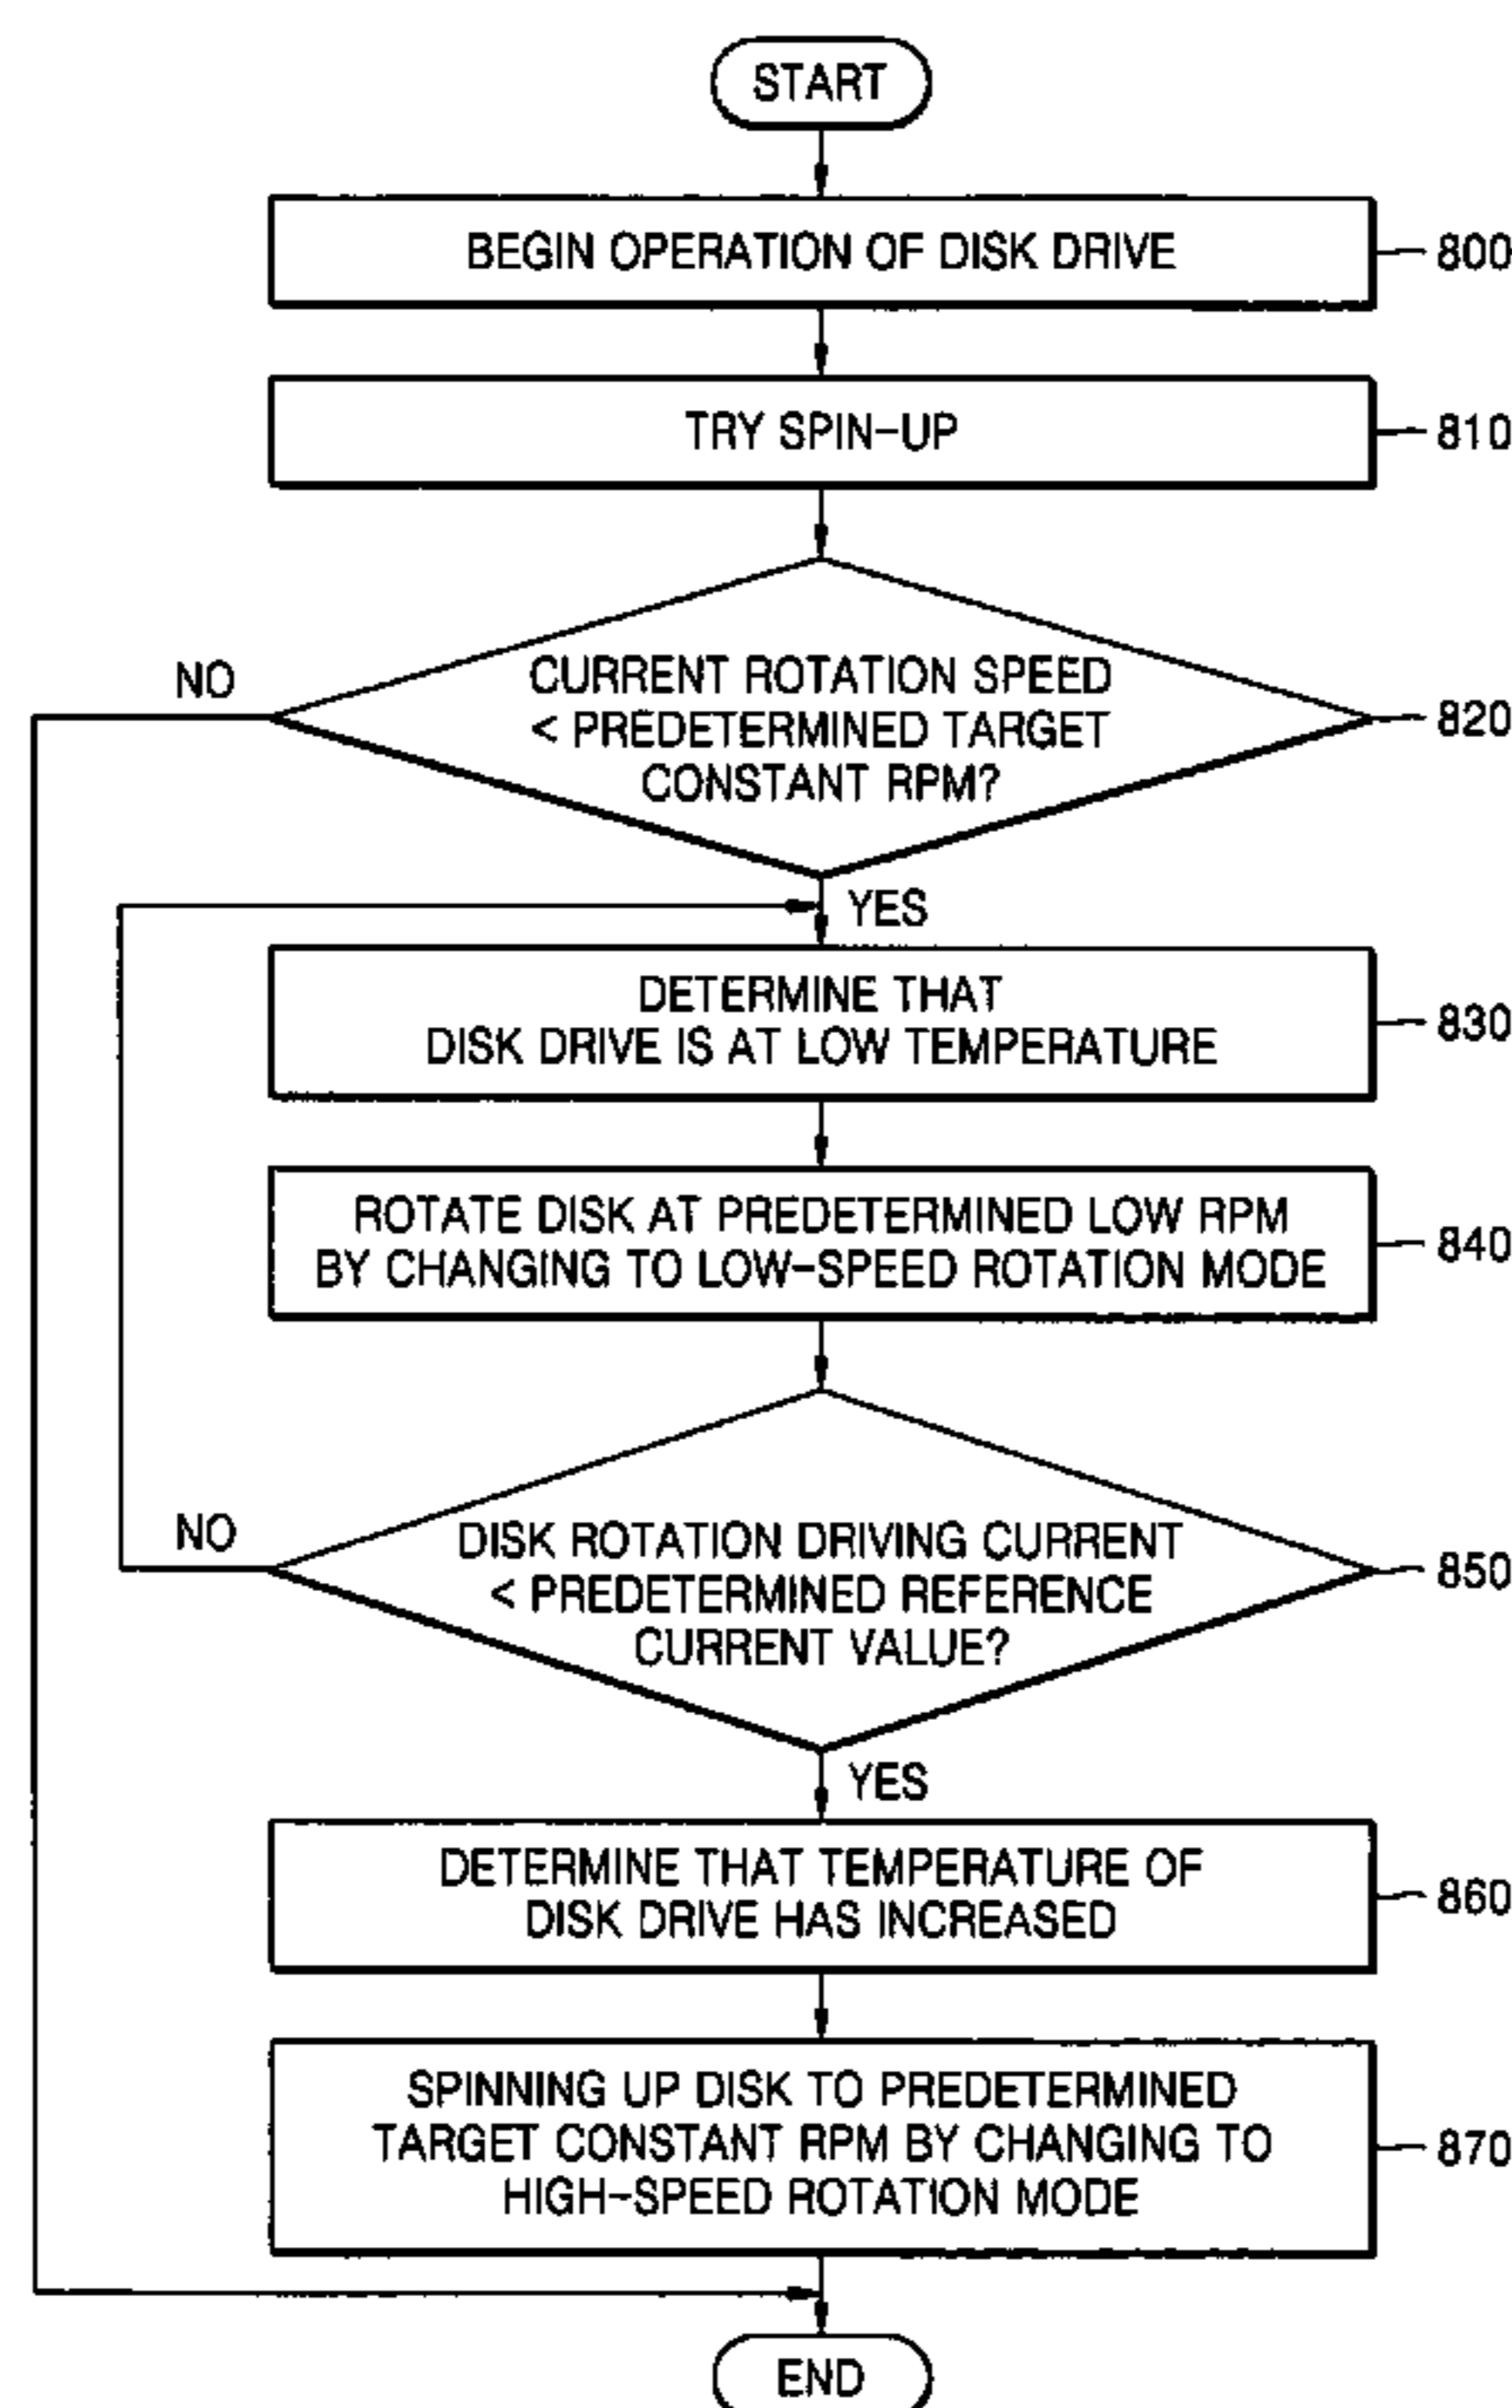 START
BEGIN OPERATION OF DISK DRIVE
800
TRY SPIN-UP
810
NO
CURRENT ROTATION SPEED
< PREDETERMINED TARGET
CONSTANT RPM?
820
YES
DETERMINE THAT
DISK DRIVE IS AT LOW TEMPERATURE
830
ROTATE DISK AT PREDETERMINED LOW RPM
BY CHANGING TO LOW-SPEED ROTATION MODE
840
NO
DISK ROTATION DRIVING CURRENT
< PREDETERMINED REFERENCE
CURRENT VALUE?
850
YES
DETERMINE THAT TEMPERATURE OF
DISK DRIVE HAS INCREASED
860
SPINNING UP DISK TO PREDETERMINED
TARGET CONSTANT RPM BY CHANGING TO
HIGH-SPEED ROTATION MODE
870
END